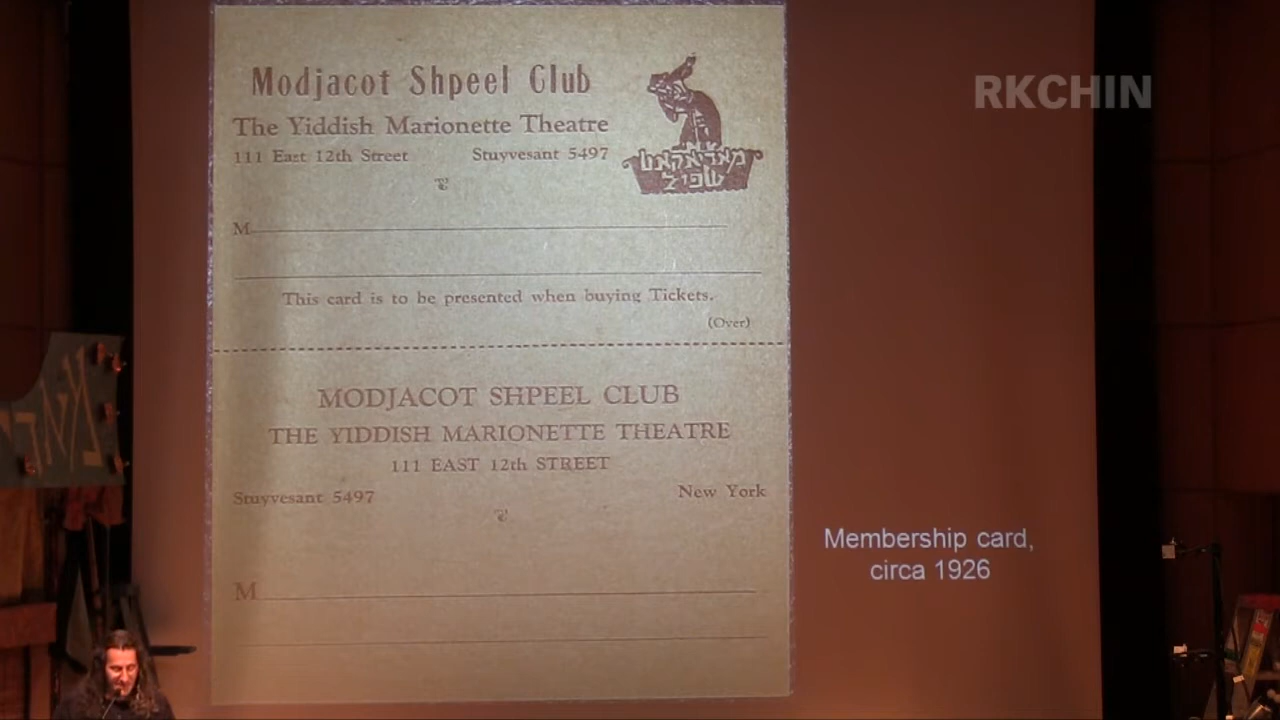 Modjacot Shpeel Club
The Yiddish Marionette Theatre
111 East 12th Street Stuyvesant 5497
מאדיאקאט
שפיל
M
This card is to be presented when buying Tickets.
(Over)
MODJACOT SHPEEL CLUB
THE YIDDISH MARIONETTE THEATRE
111 EAST 12th STREET
Stuyvesant 5497 New York
M
RKCHIN
Membership card,
circa 1926